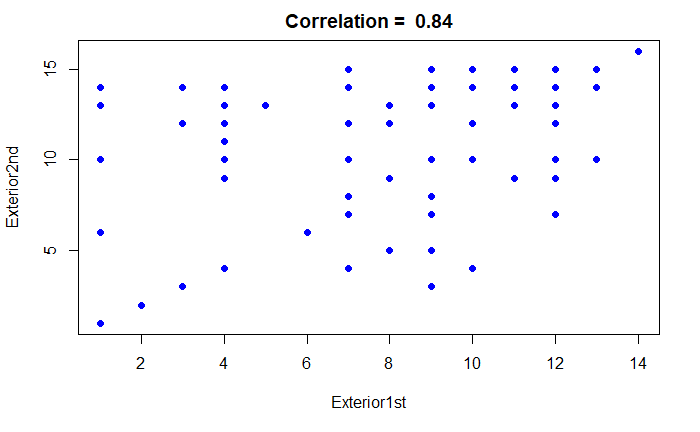 Correlation = 0.84
Exterior2nd
15
10
5
2 4 6 8 10 12 14
Exterior1st